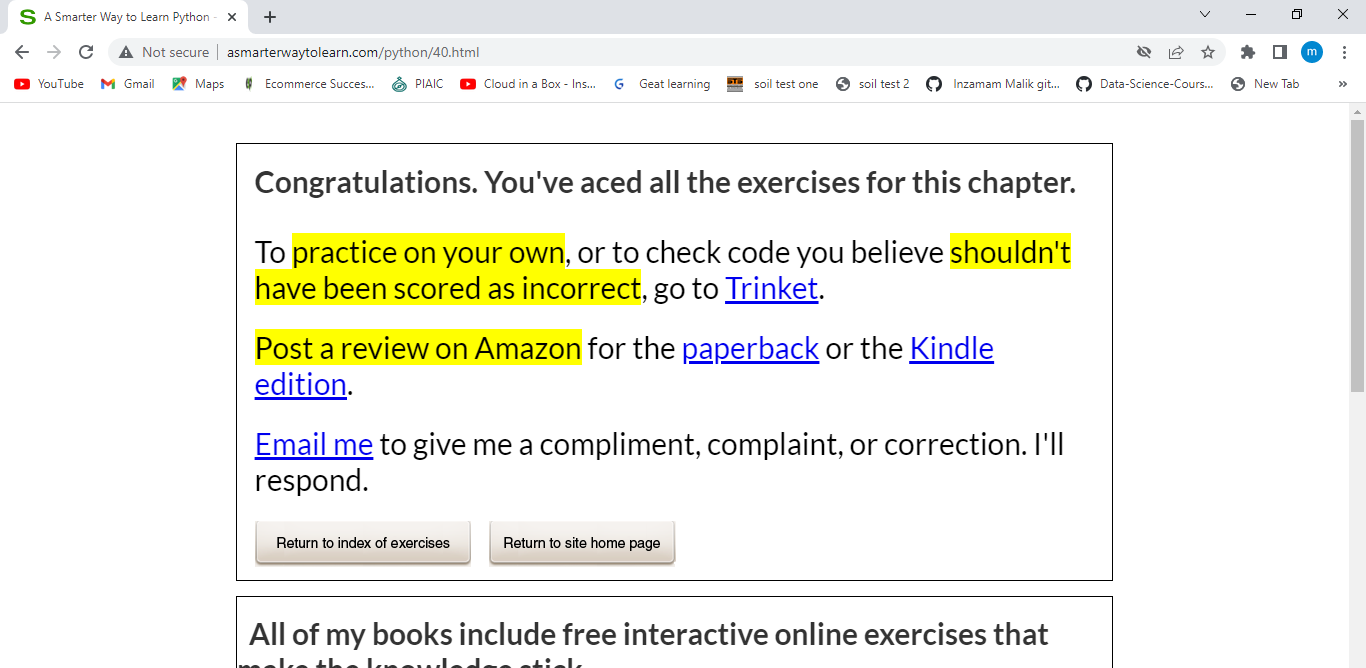 A Smarter Way to Learn Python -
Not secure | asmarterwaytolearn.com/python/40.html
m
YouTube Gmail Maps Ecommerce Succes... PIAIC Cloud in a Box - Ins... Geat learning soil test one soil test 2 Inzamam Malik git... Data-Science-Cours... New Tab »
Congratulations. You've aced all the exercises for this chapter.
To practice on your own, or to check code you believe shouldn't
have been scored as incorrect, go to Trinket.
Post a review on Amazon for the paperback or the Kindle
edition.
Email me to give me a compliment, complaint, or correction. I'll
respond.
Return to index of exercises Return to site home page
All of my books include free interactive online exercises that
make the knowledge stick.